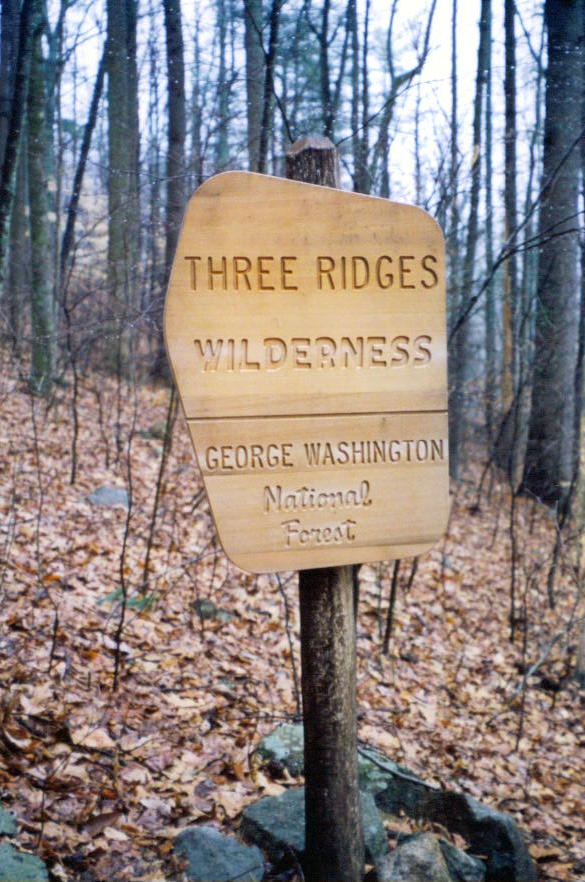 THREE RIDGES
WILDERNESS
GEORGE WASHINGTON
National
Forest